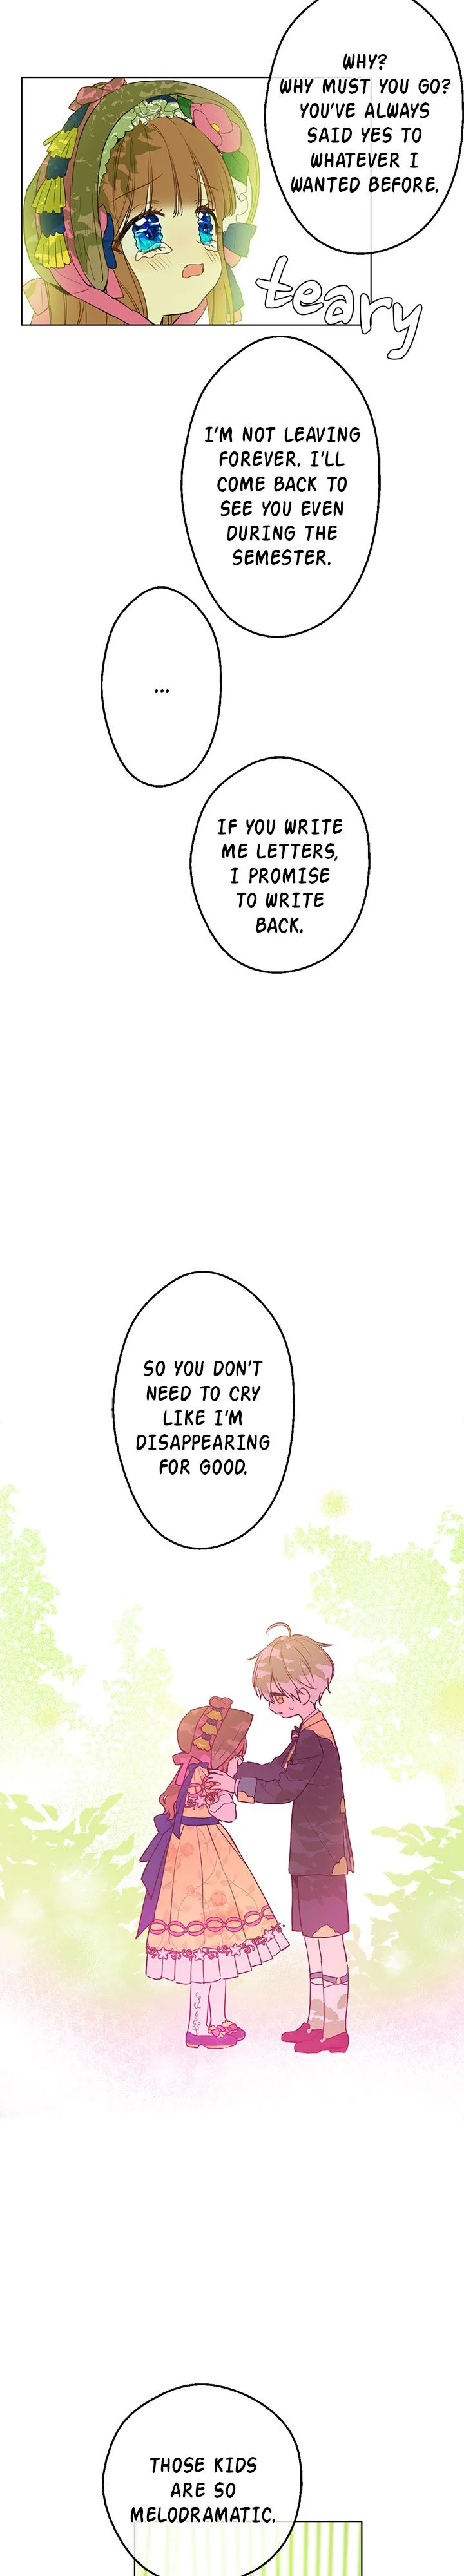 WHY?
WHY MUST YOU GO?
YOU'VE ALWAYS
SAID YES TO
WHATEVER I
WANTED BEFORE.
teary
I'M NOT LEAVING
FOREVER. I'LL
COME BACK TO
SEE YOU EVEN
DURING THE
SEMESTER.
...
IF YOU WRITE
ME LETTERS,
I PROMISE
TO WRITE
BACK.
SO YOU DON'T
NEED TO CRY
LIKE I'M
DISAPPEARING
FOR GOOD.
THOSE KIDS
ARE SO
MELODRAMATIC.